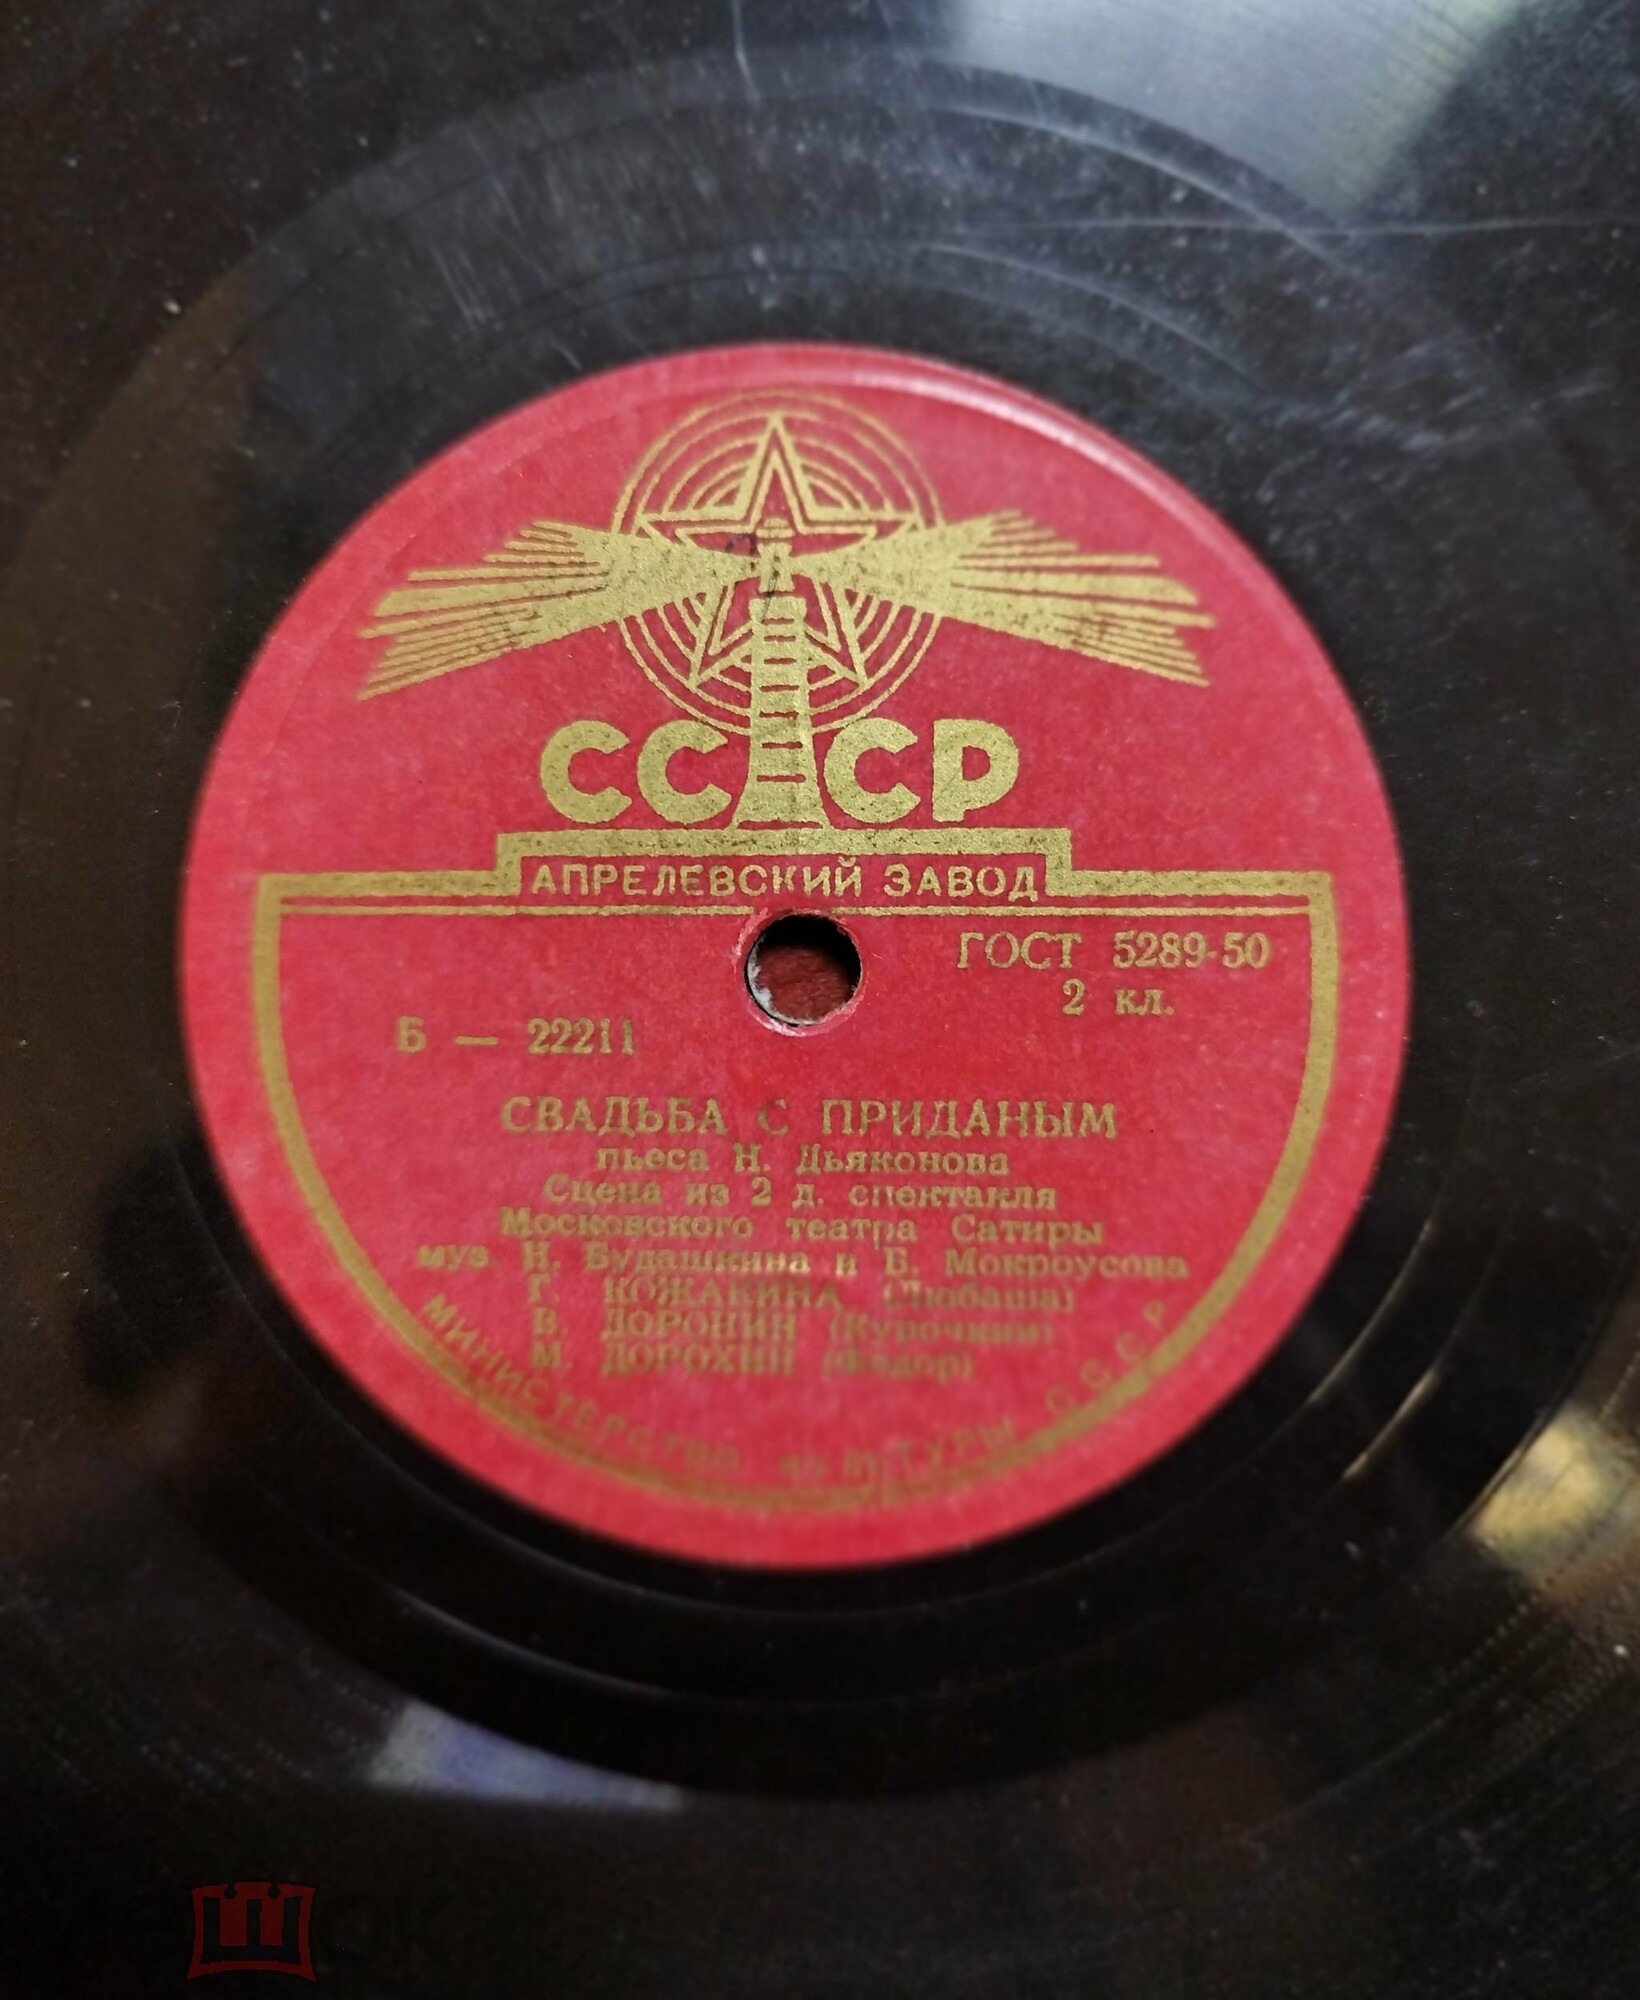 СССР
АПРЕЛЕВСКИЙ ЗАВОД
ГОСТ 5289-50
2 кл.
Б — 22211
СВАДЬБА С ПРИДАНЫМ
пьеса Н. Дьяконова
Сцена из 2 д. спектакля
Московского театра Сатиры
муз. Н. Будашкина и Б. Мокроусова
Г. КОЖАКИНА (Любаша)
В. ДОРОНИН (Курочкин)
М. ДОРОХИН (Федор)
МИНИСТЕРСТВО КУЛЬТУРЫ СССР